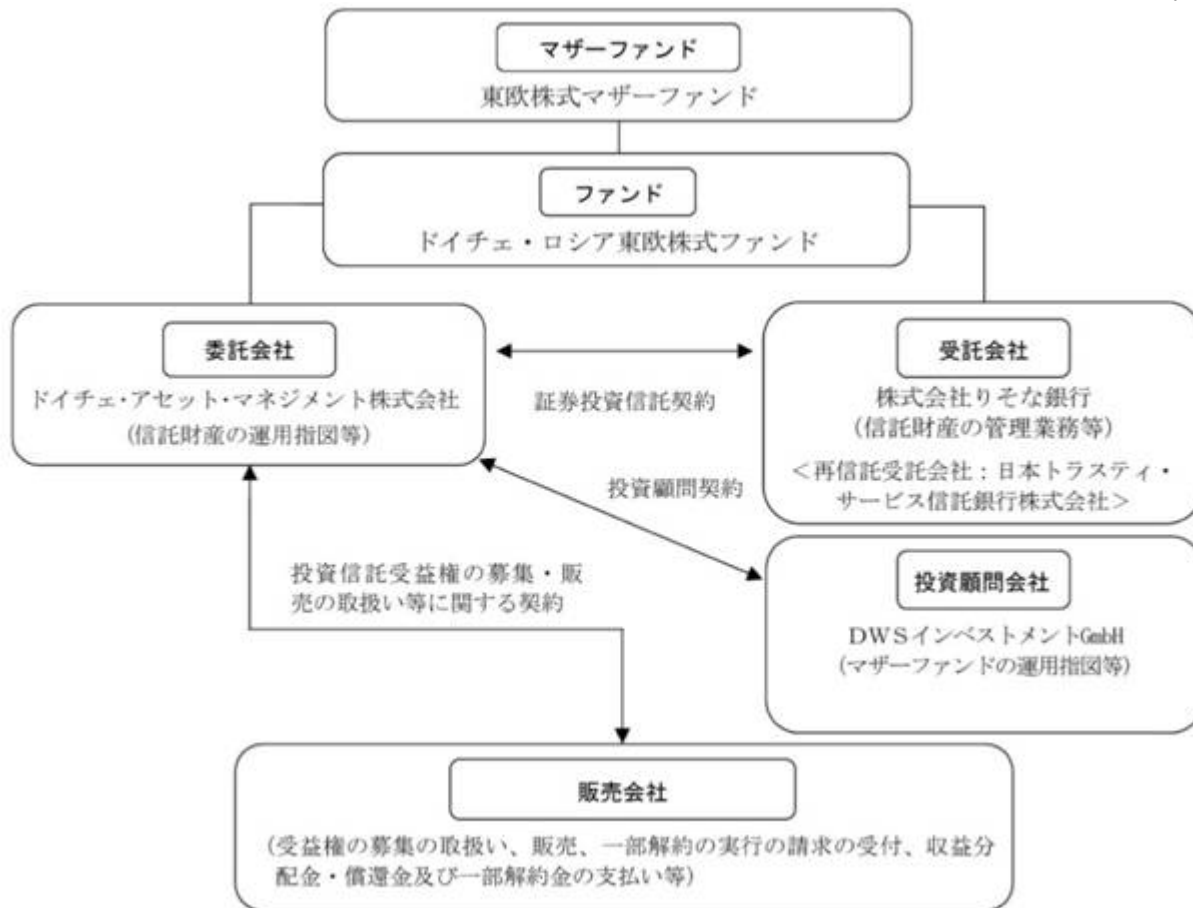 マザーファンド
東欧株式マザーファンド
ファンド
ドイチェ・ロシア東欧株式ファンド
委託会社
ドイチェ・アセット・マネジメント株式会社
(信託財産の運用指図等)
証券投資信託契約
受託会社
株式会社りそな銀行
(信託財産の管理業務等)
＜再信託受託会社：日本トラスティ・
サービス信託銀行株式会社＞
投資顧問契約
投資信託受益権の募集・販
売の取扱い等に関する契約
投資顧問会社
DWSインベストメントGmbH
(マザーファンドの運用指図等)
販売会社
(受益権の募集の取扱い、販売、一部解約の実行の請求の受付、収益分
配金・償還金及び一部解約金の支払い等)